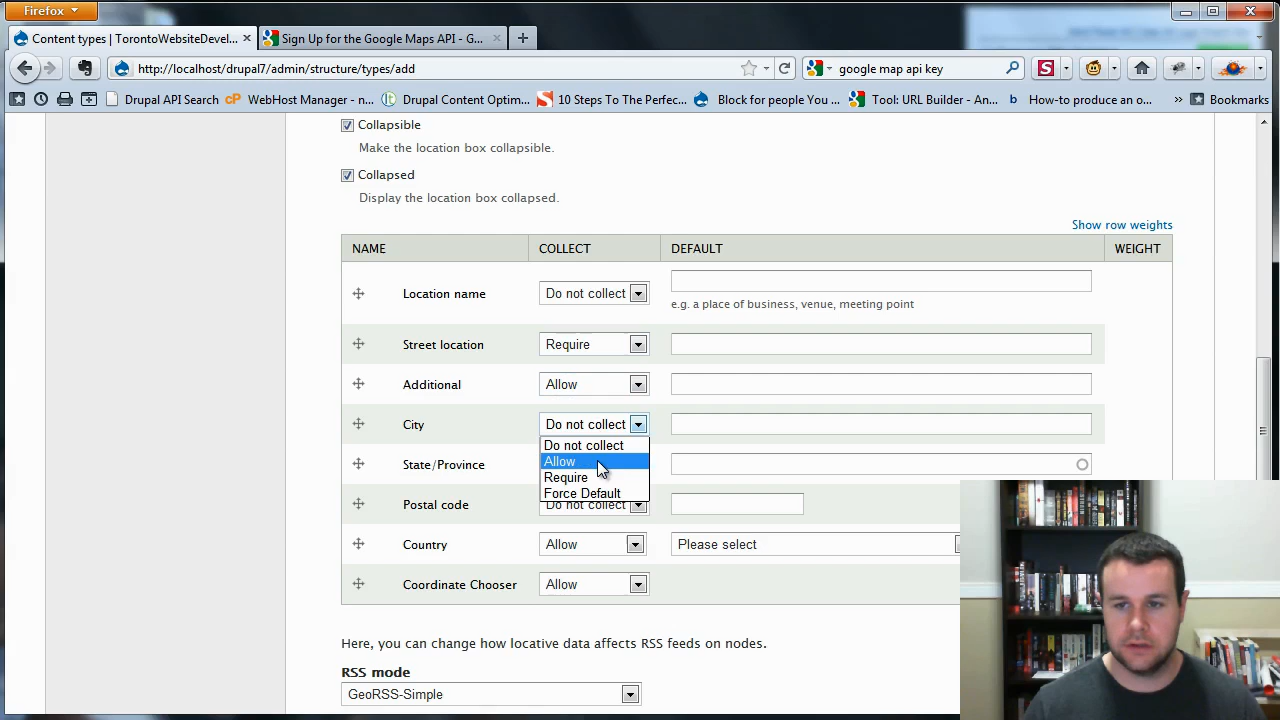 Firefox
Content types | TorontoWebsiteDevel...
Sign Up for the Google Maps API - G...
http://localhost/drupal7/admin/structure/types/add
google map api key
Drupal API Search
cP WebHost Manager - n...
Drupal Content Optim...
10 Steps To The Perfec...
Block for people You ...
Tool: URL Builder - An...
b How-to produce an o...
»
Bookmarks
Collapsible
Make the location box collapsible.
Collapsed
Display the location box collapsed.
Show row weights
NAME COLLECT DEFAULT WEIGHT
Location name Do not collect
e.g. a place of business, venue, meeting point
Street location Require
Additional Allow
City Do not collect
Do not collect
Allow
State/Province
Require
Force Default
Postal code Do not collect
Country Allow Please select
Coordinate Chooser Allow
Here, you can change how locative data affects RSS feeds on nodes.
RSS mode
GeoRSS-Simple